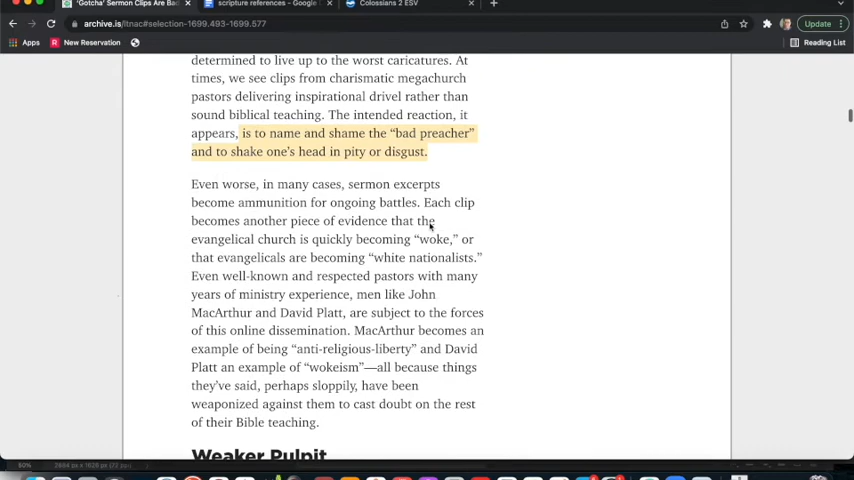 'Gotcha' Sermon Clips Are Bad
scripture references - Google
Colossians 2 ESV
archive.is/ltnac#selection-1699.493-1699.577
Update
Apps
New Reservation
Reading List
determined to live up to the worst caricatures. At
times, we see clips from charismatic megachurch
pastors delivering inspirational drivel rather than
sound biblical teaching. The intended reaction, it
appears, is to name and shame the “bad preacher”
and to shake one’s head in pity or disgust.
Even worse, in many cases, sermon excerpts
become ammunition for ongoing battles. Each clip
becomes another piece of evidence that the
evangelical church is quickly becoming “woke,” or
that evangelicals are becoming “white nationalists.”
Even well-known and respected pastors with many
years of ministry experience, men like John
MacArthur and David Platt, are subject to the forces
of this online dissemination. MacArthur becomes an
example of being “anti-religious-liberty” and David
Platt an example of “wokeism”—all because things
they’ve said, perhaps sloppily, have been
weaponized against them to cast doubt on the rest
of their Bible teaching.
Weaker Pulpit